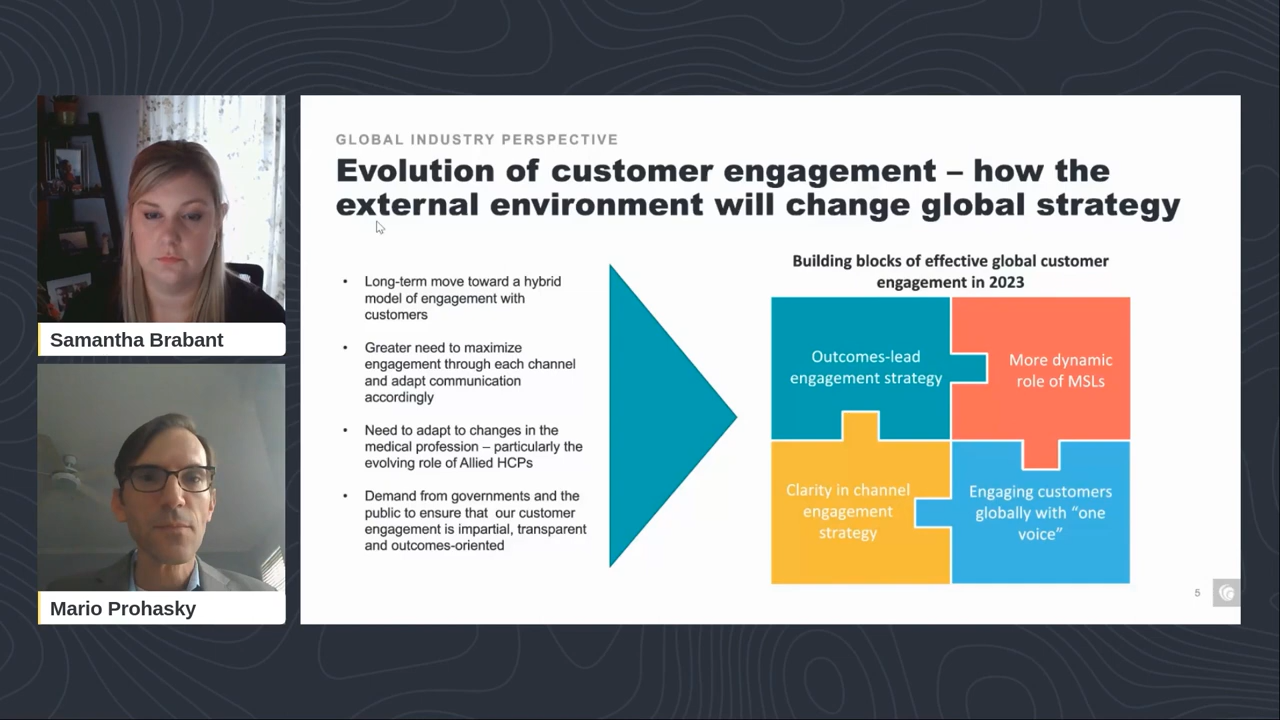 Samantha Brabant
Mario Prohasky
GLOBAL INDUSTRY PERSPECTIVE
Evolution of customer engagement – how the
external environment will change global strategy
• Long-term move toward a hybrid
model of engagement with
customers
• Greater need to maximize
engagement through each channel
and adapt communication
accordingly
• Need to adapt to changes in the
medical profession – particularly the
evolving role of Allied HCPs
• Demand from governments and the
public to ensure that our customer
engagement is impartial, transparent
and outcomes-oriented
Building blocks of effective global customer
engagement in 2023
Outcomes-lead
engagement strategy
More dynamic
role of MSLs
Clarity in channel
engagement
strategy
Engaging customers
globally with “one
voice”
5